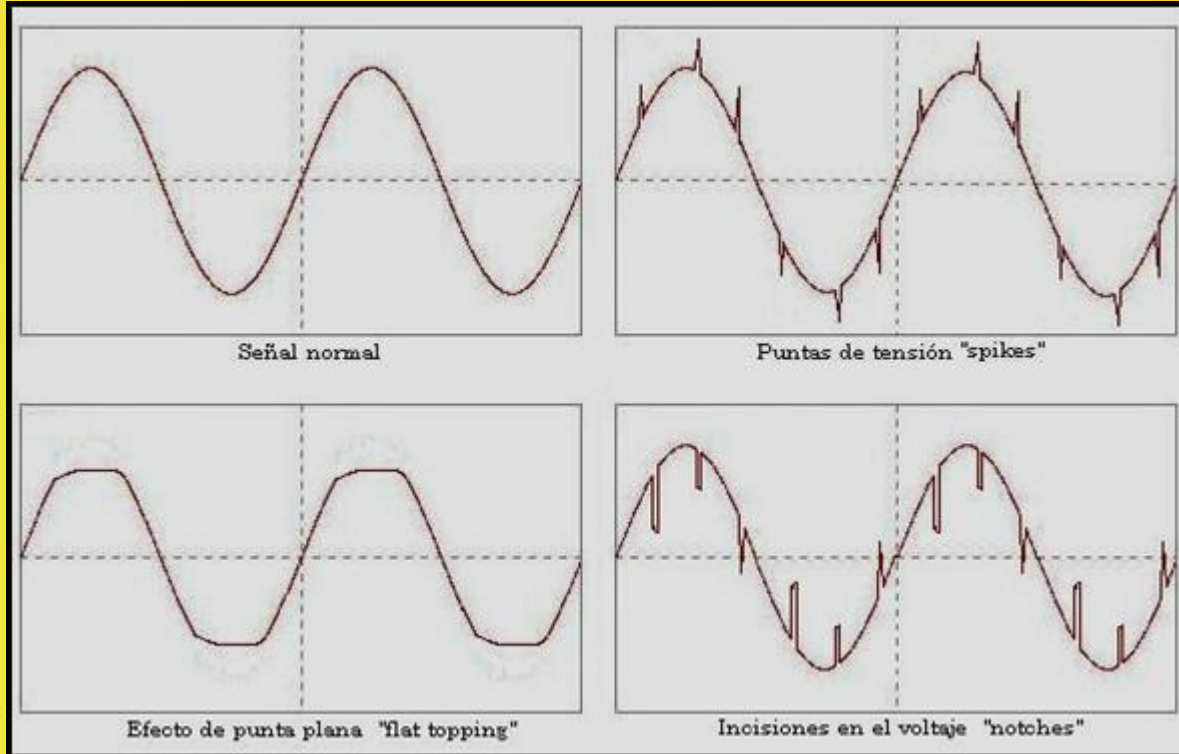 Señal normal
Puntas de tensión "spikes"
Efecto de punta plana "flat topping"
Incisiones en el voltaje "notches"